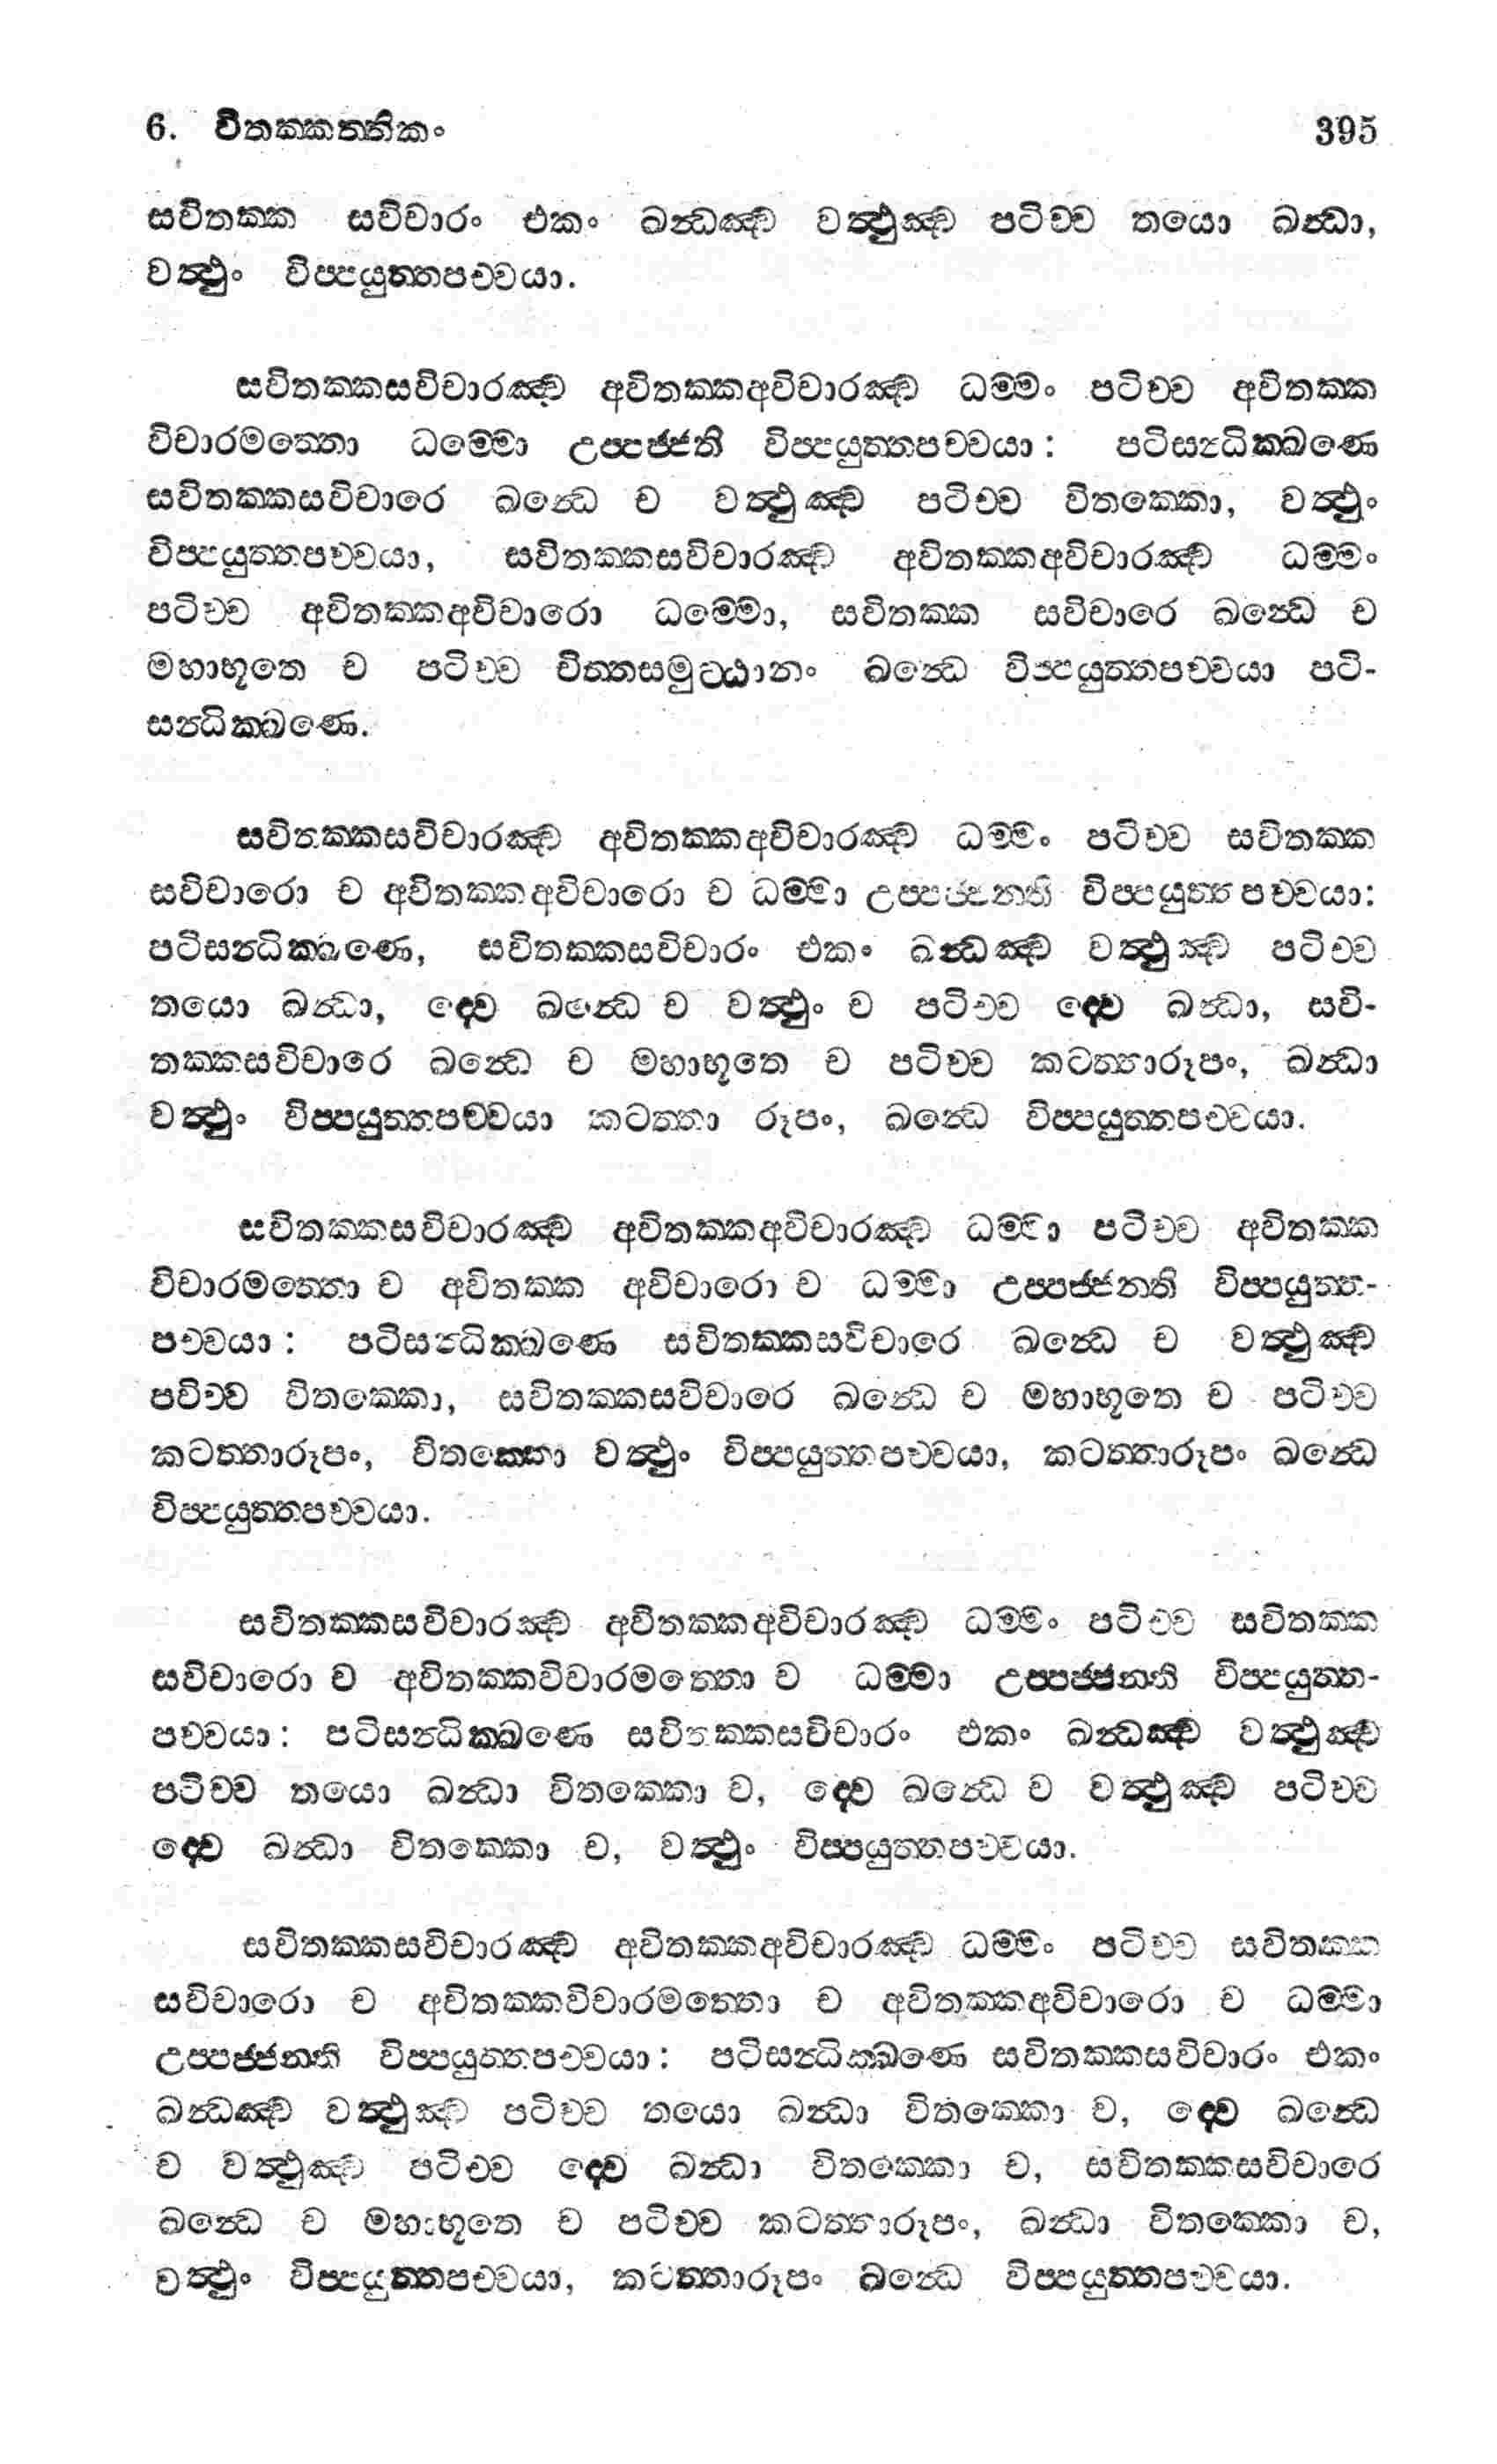 6. විතක්කත්තිකං 395
සවිතක්ක සවිචාරං එකං ඛන්ධඤ්ච වත්ථුඤ්ච පටිච්ච තයො ඛන්ධා,
වත්ථුං විප්පයුත්තපච්චයා.
සවිතක්කසවිචාරඤ්ච අවිතක්කඅවිචාරඤ්ච ධම්මං පටිච්ච අවිතක්ක
විචාරමත්තො ධම්මො උප්පජ්ජති විප්පයුත්තපච්චයා : පටිසන්ධික්ඛණෙ
සවිතක්කසවිචාරෙ ඛන්ධෙ ච වත්ථුඤ්ච පටිච්ච විතක්කො, වත්ථුං
විප්පයුත්තපච්චයා, සවිතක්කසවිචාරඤ්ච අවිතක්කඅවිචාරඤ්ච ධම්මං
පටිච්ච අවිතක්කඅවිචාරො ධම්මො, සවිතක්ක සවිචාරෙ ඛන්ධෙ ච
මහාභූතෙ ච පටිච්ච චිත්තසමුට්ඨානං ඛන්ධෙ විප්පයුත්තපච්චයා පටි-
සන්ධික්ඛණෙ.
සවිතක්කසවිචාරඤ්ච අවිතක්කඅවිචාරඤ්ච ධම්මං පටිච්ච සවිතක්ක
සවිචාරො ච අවිතක්කඅවිචාරො ච ධම්මා උප්පජ්ජනති විප්පයුත්තපච්චයා:
පටිසන්ධික්ඛණෙ, සවිතක්කසවිචාරං එකං ඛන්ධඤ්ච වත්ථුඤ්ච පටිච්ච
තයො ඛන්ධා, ද්වෙ ඛන්ධෙ ච වත්ථුං ච පටිච්ච ද්වෙ ඛන්ධා, සවි-
තක්කසවිචාරෙ ඛන්ධෙ ච මහාභූතෙ ච පටිච්ච කටත්තාරූපං, ඛන්ධා
වත්ථුං විප්පයුත්තපච්චයා කටත්තා රූපං, ඛන්ධෙ විප්පයුත්තපච්චයා.
සවිතක්කසවිචාරඤ්ච අවිතක්කඅවිචාරඤ්ච ධම්මා පටිච්ච අවිතක්ක
විචාරමත්තො ච අවිතක්ක අවිචාරො ච ධම්මා උප්පජ්ජනති විප්පයුත්ත-
පච්චයා : පටිසන්ධික්ඛණෙ සවිතක්කසවිචාරෙ ඛන්ධෙ ච වත්ථුඤ්ච
පවිච්ච විතක්කො, සවිතක්කසවිචාරෙ ඛන්ධෙ ච මහාභූතෙ ච පටිච්ච
කටත්තාරූපං, විතක්කො වත්ථුං විප්පයුත්තපච්චයා, කටත්තාරූපං ඛන්ධෙ
විප්පයුත්තපච්චයා.
සවිතක්කසවිචාරඤ්ච අවිතක්කඅවිචාරඤ්ච ධම්මං පටිච්ච සවිතක්ක
සවිචාරො ච අවිතක්කවිචාරමත්තො ච ධම්මා උප්පජ්ජනති විප්පයුත්ත-
පච්චයා : පටිසන්ධික්ඛණෙ සවිතක්කසවිචාරං එකං ඛන්ධඤ්ච වත්ථුඤ්ච
පටිච්ච තයො ඛන්ධා විතක්කො ච, ද්වෙ ඛන්ධෙ ච වත්ථුඤ්ච පටිච්ච
ද්වෙ ඛන්ධා විතක්කො ච, වත්ථුං විප්පයුත්තපච්චයා.
සවිතක්කසවිචාරඤ්ච අවිතක්කඅවිචාරඤ්ච ධම්මං පටිච්ච සවිතක්ක
සවිචාරො ච අවිතක්කවිචාරමත්තො ච අවිතක්කඅවිචාරො ච ධම්මා
උප්පජ්ජනති විප්පයුත්තපච්චයා : පටිසන්ධික්ඛණෙ සවිතක්කසවිචාරං එකං
ඛන්ධඤ්ච වත්ථුඤ්ච පටිච්ච තයො ඛන්ධා විතක්කො ච, ද්වෙ ඛන්ධෙ
ච වත්ථුඤ්ච පටිච්ච ද්වෙ ඛන්ධා විතක්කො ච, සවිතක්කසවිචාරෙ
ඛන්ධෙ ච මහාභූතෙ ච පටිච්ච කටත්තාරූපං, ඛන්ධා විතක්කො ච,
වත්ථුං විප්පයුත්තපච්චයා, කටත්තාරූපං ඛන්ධෙ විප්පයුත්තපච්චයා.